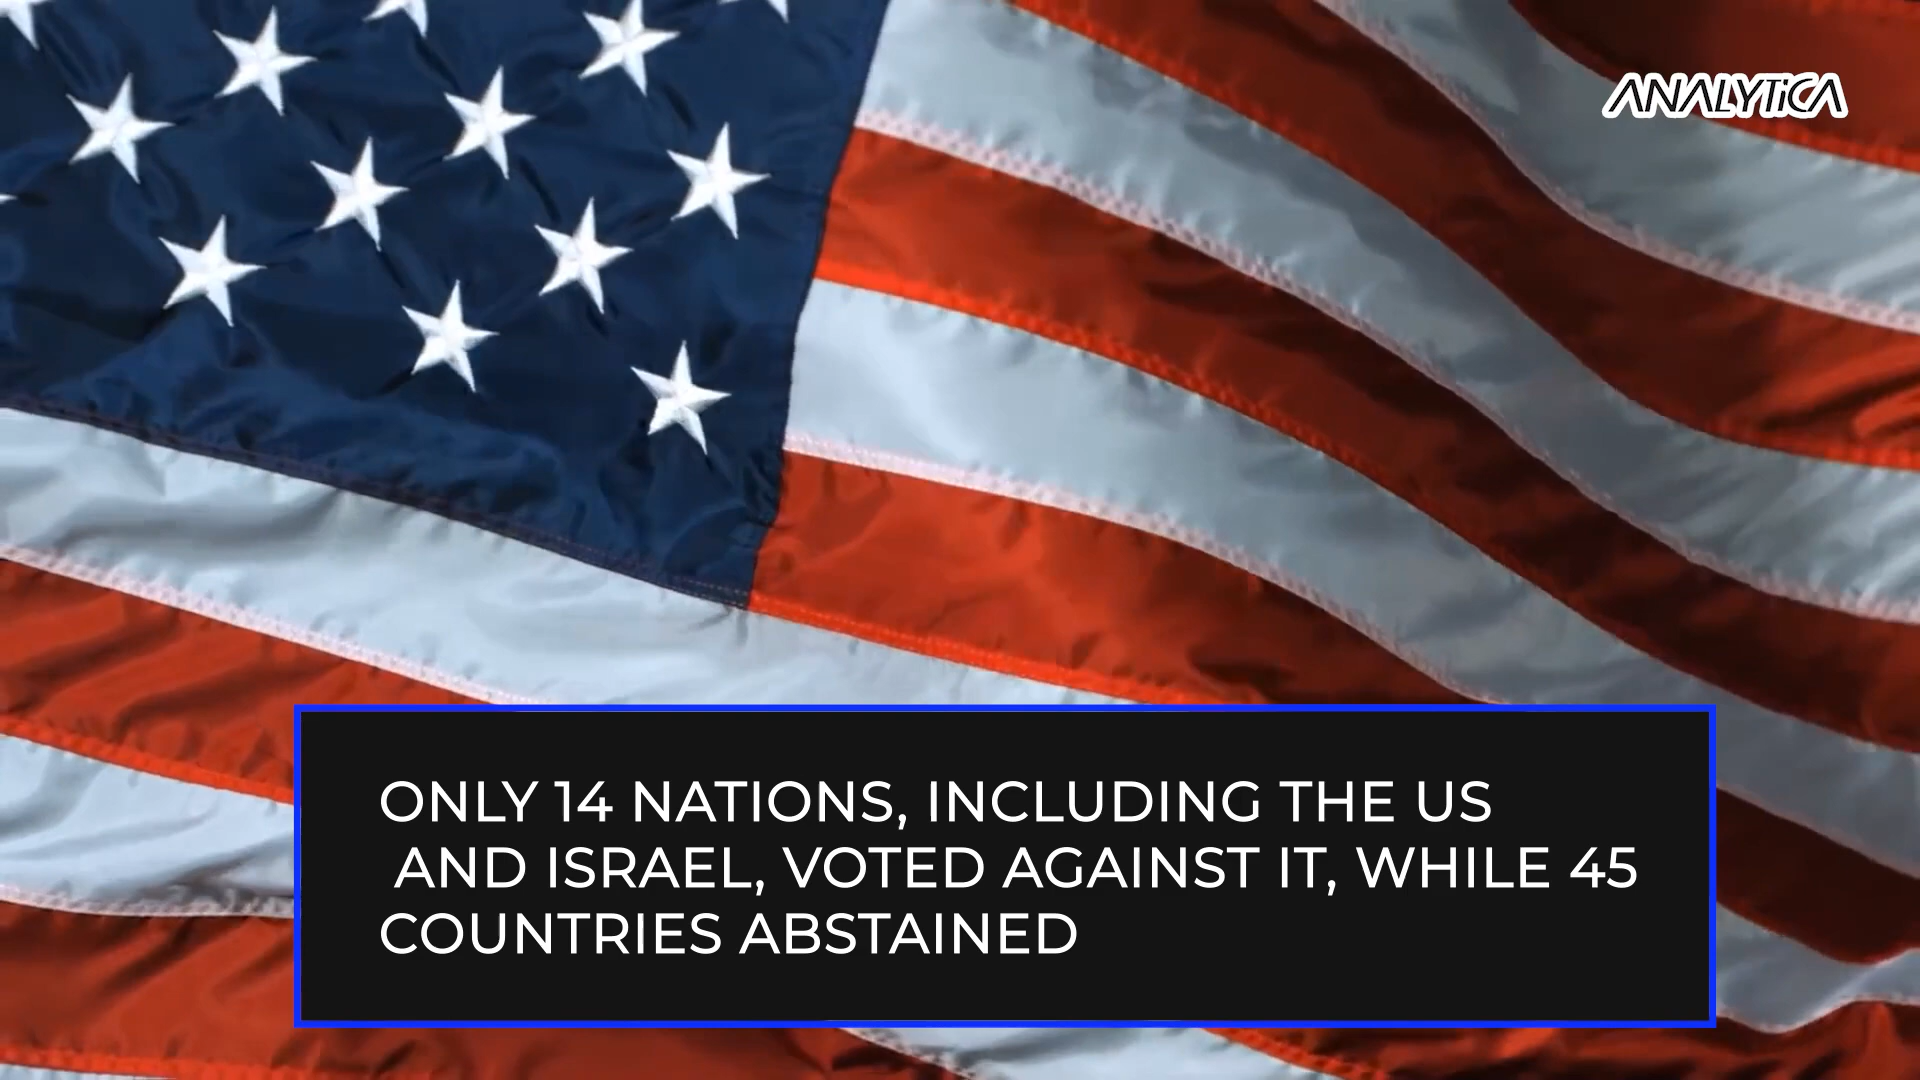 ANALYTiCA
ONLY 14 NATIONS, INCLUDING THE US
AND ISRAEL, VOTED AGAINST IT, WHILE 45
COUNTRIES ABSTAINED